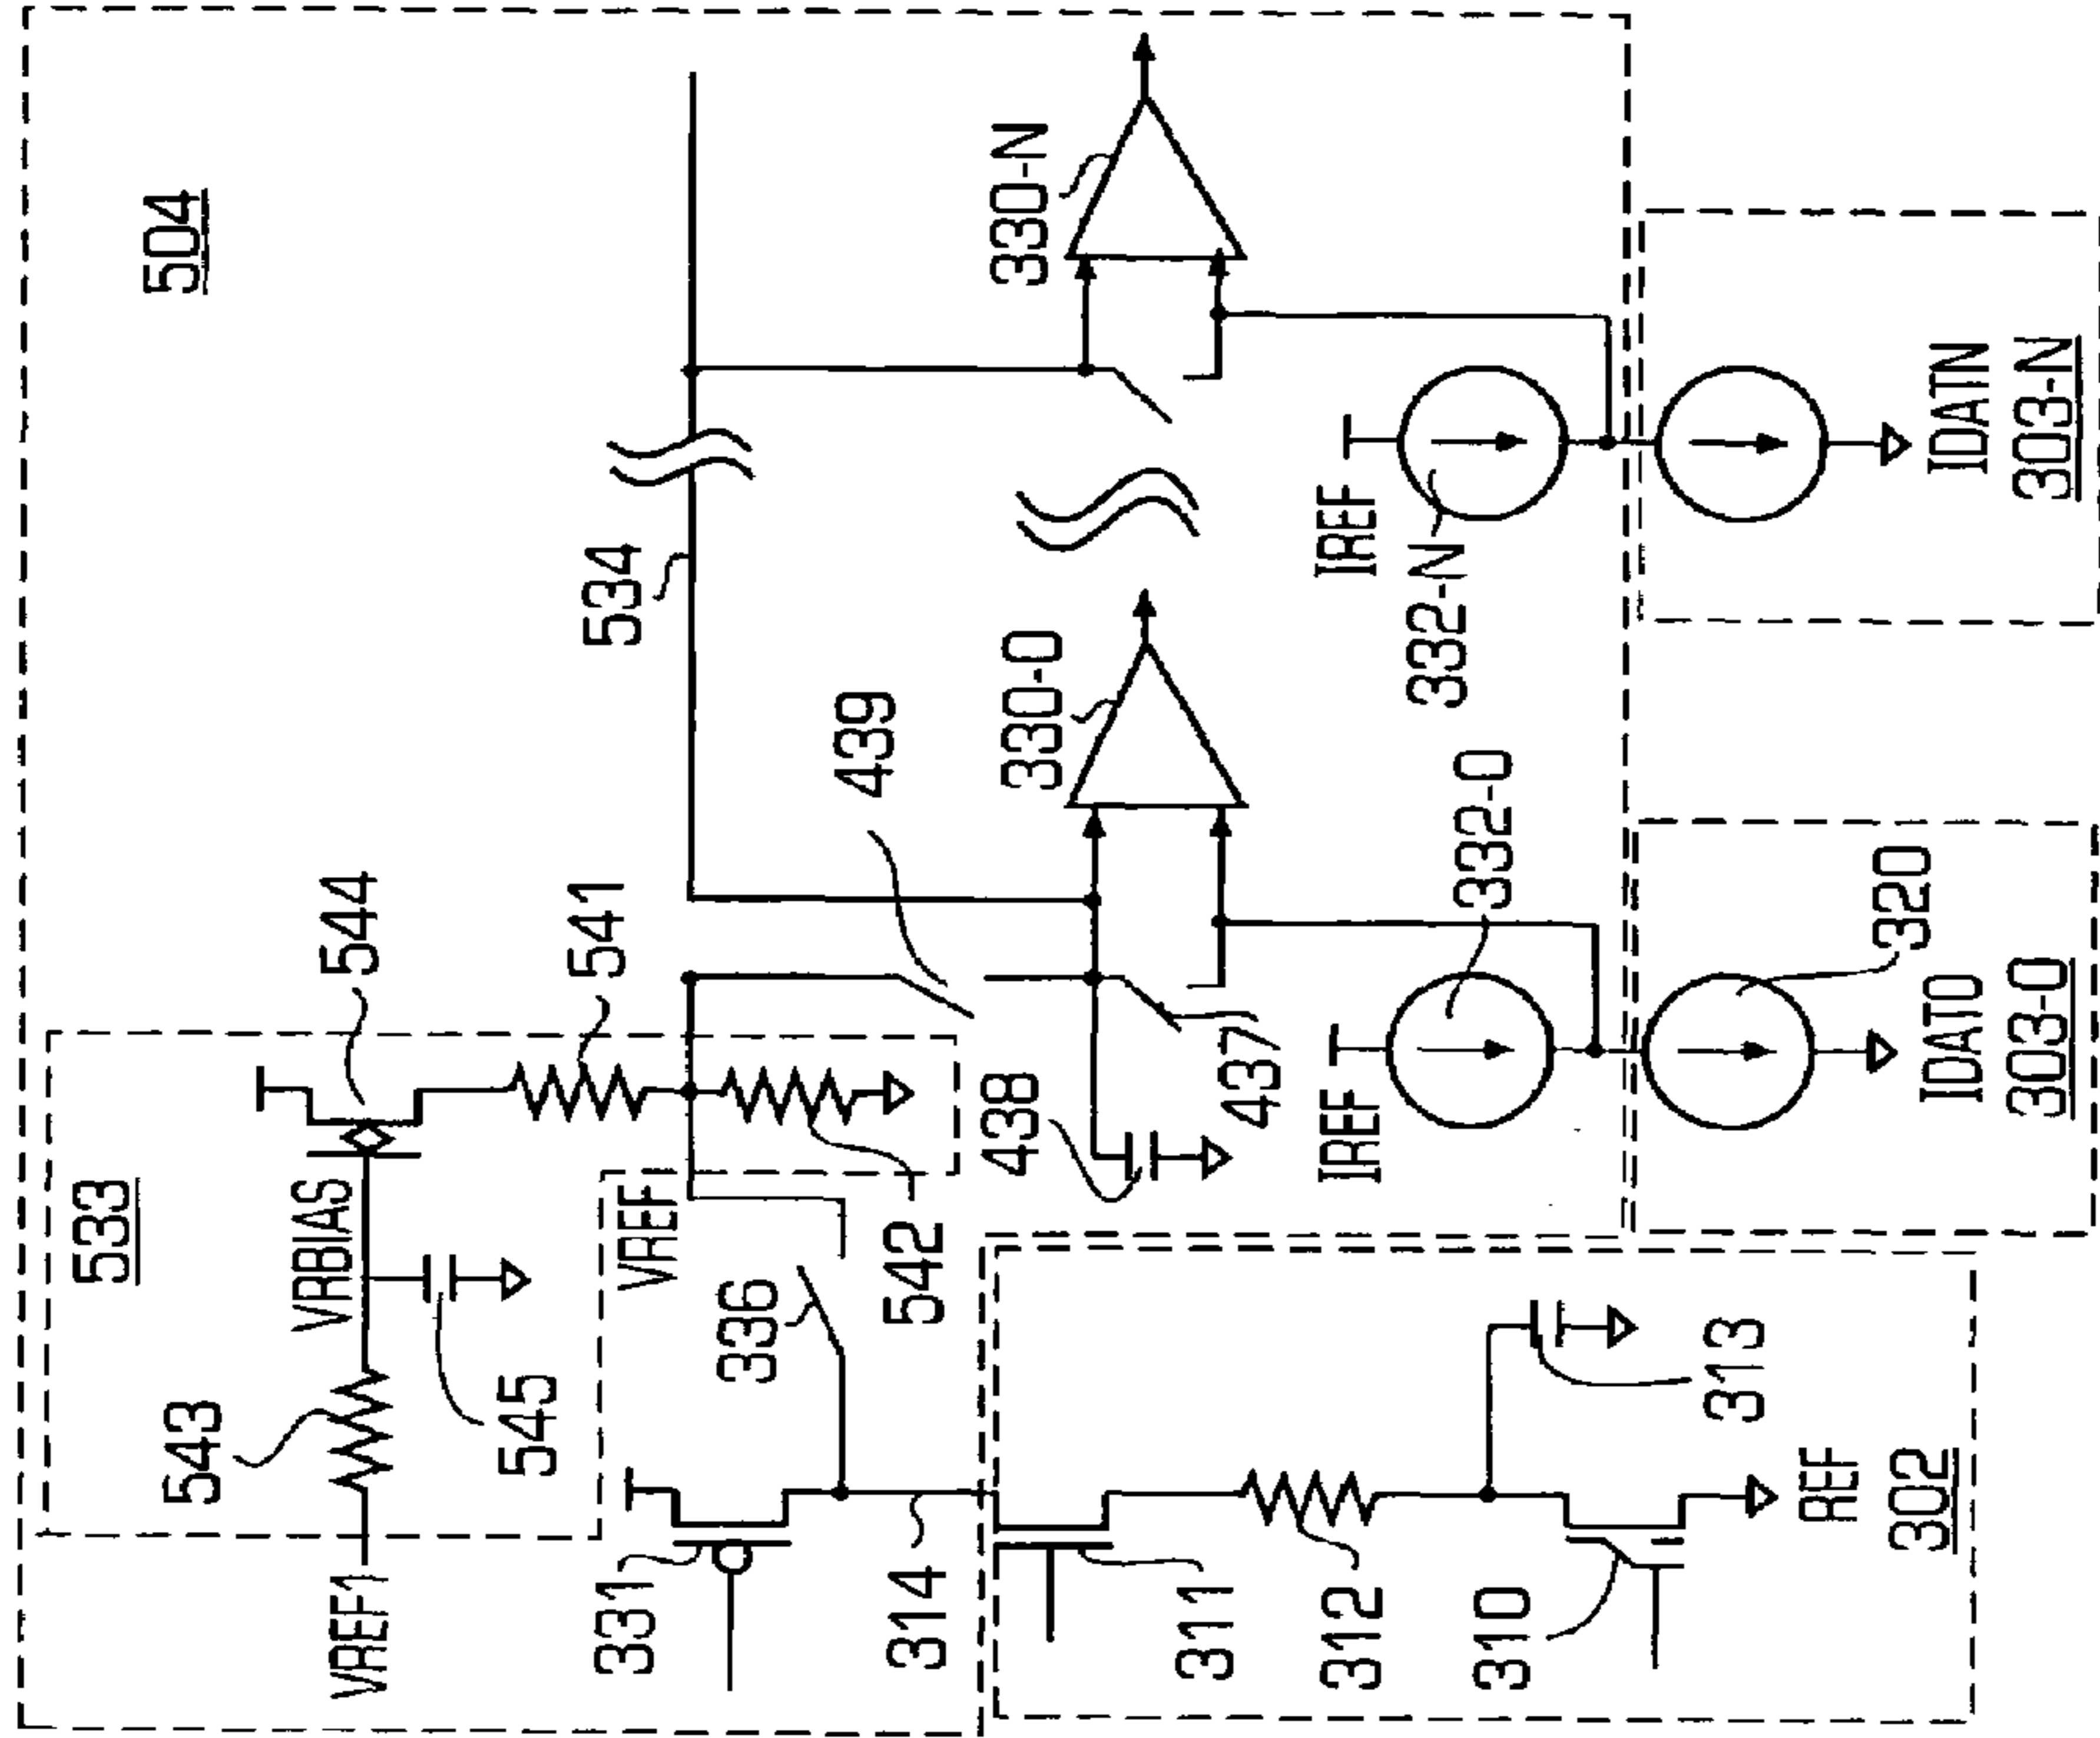 504
533
544
541
534
439
330-0
330-N
VRBIAS
543
545
VREF1
VREF
542
336
438
437
331
314
IREF
332-0
IREF
332-N
311
312
310
313
REF
302
320
IDAT0
303-0
IDATN
303-N